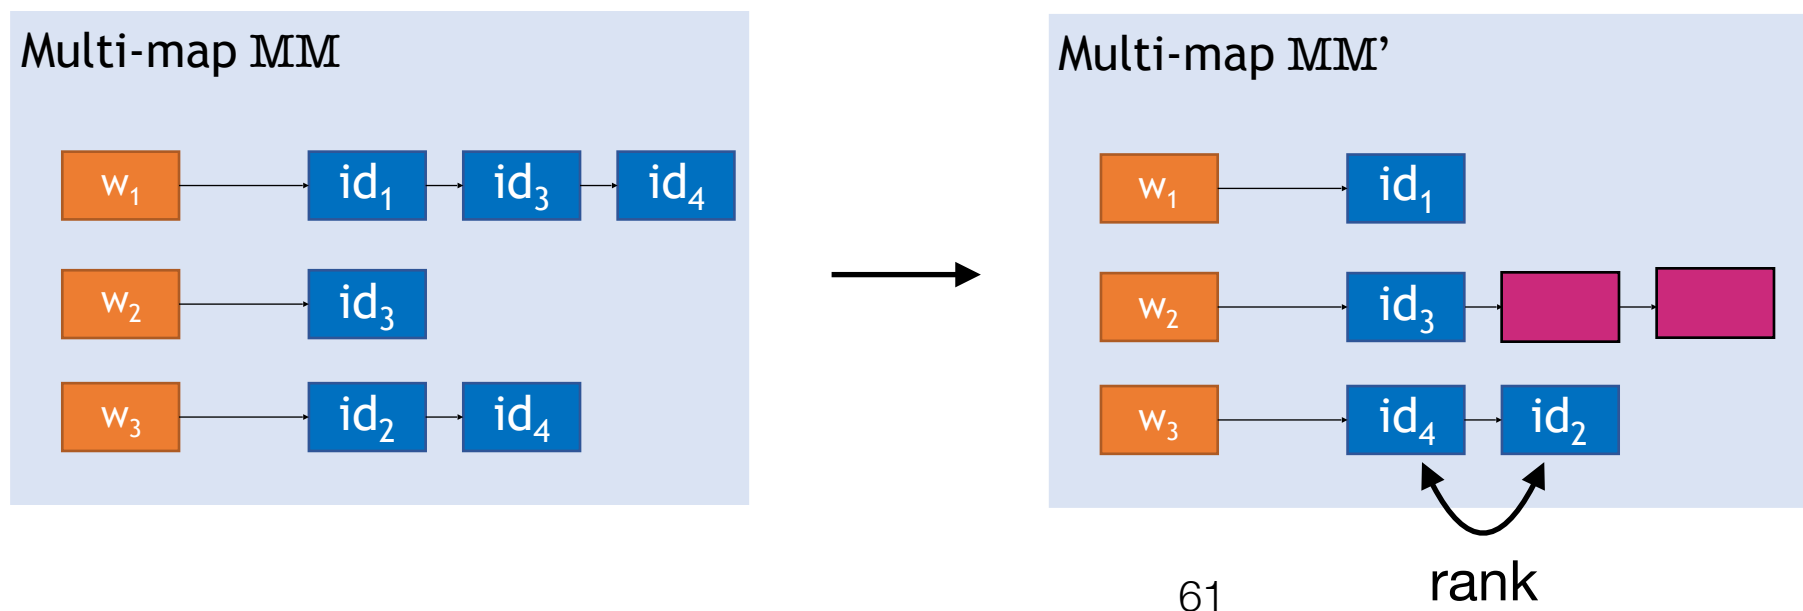 Multi-map 𝕄𝕄
w₁ id₁ id₃ id₄
w₂ id₃
w₃ id₂ id₄
Multi-map 𝕄𝕄’
w₁ id₁
w₂ id₃
w₃ id₄ id₂
rank
61